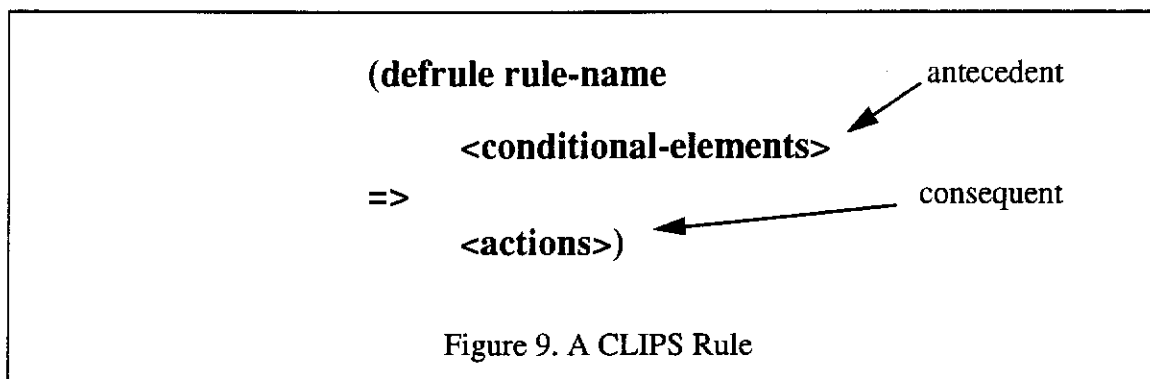 (defrule rule-name
antecedent
<conditional-elements>
=>
consequent
<actions>)
Figure 9. A CLIPS Rule